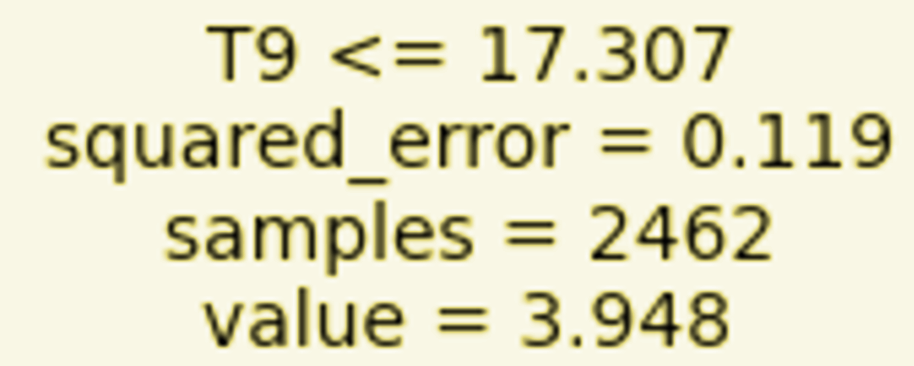 T9 <= 17.307
squared_error = 0.119
samples = 2462
value = 3.948